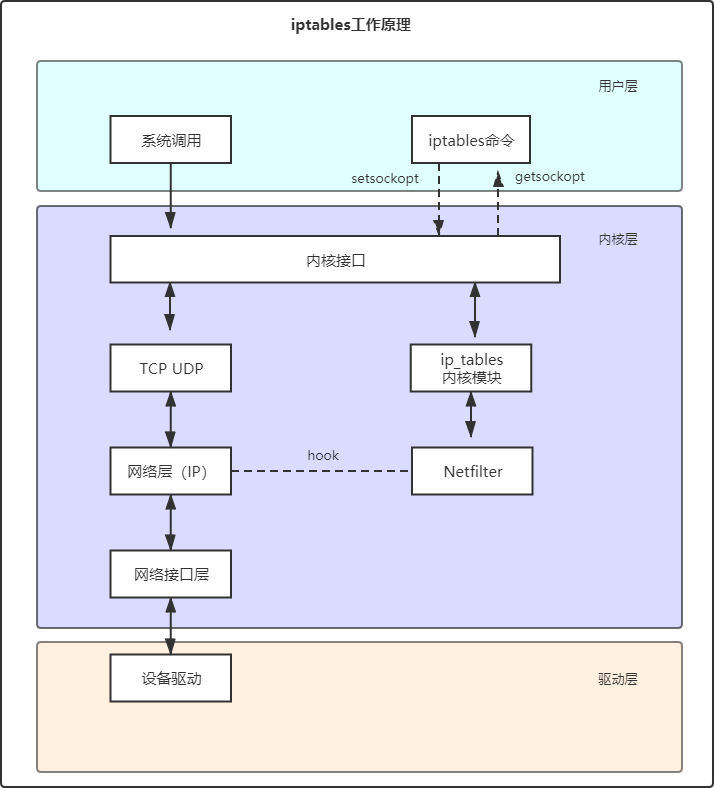 iptables工作原理
用户层
系统调用
iptables命令
setsockopt
getsockopt
内核层
内核接口
TCP UDP
ip_tables
内核模块
网络层（IP）
hook
Netfilter
网络接口层
设备驱动
驱动层